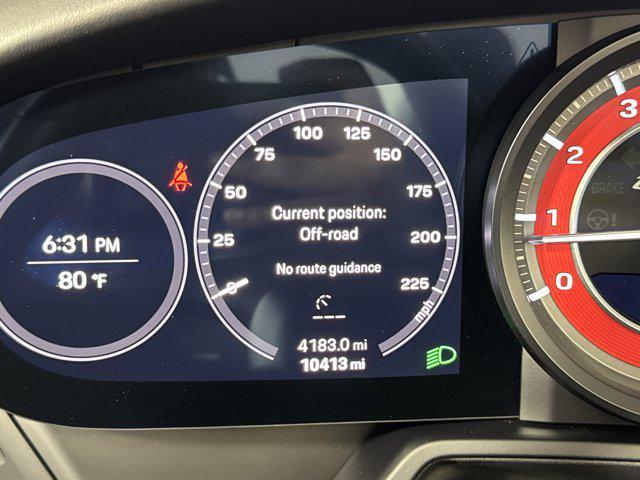 6:31 PM
80 °F
0
25
50
75
100
125
150
175
200
225
mph
Current position:
Off-road
No route guidance
4183.0 mi
10413 mi
0
1
2
3
BRAKE